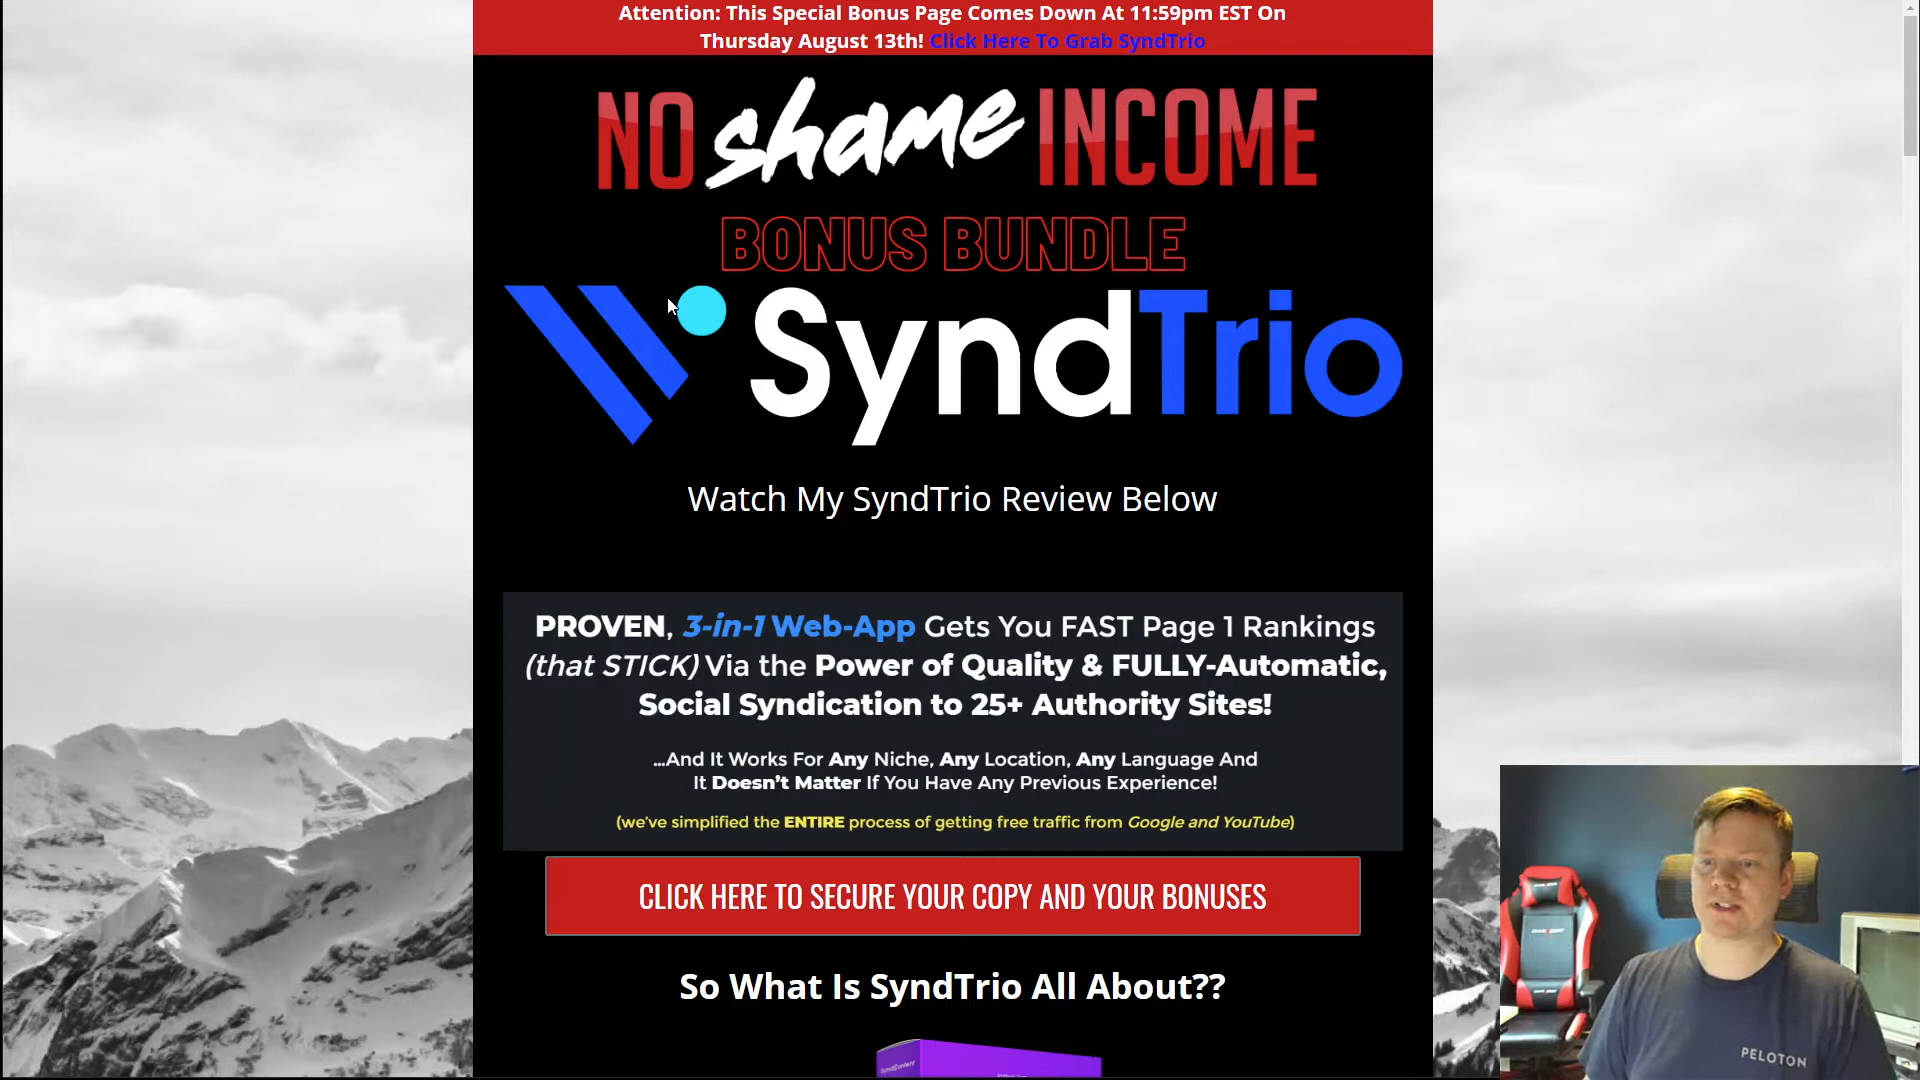 Attention: This Special Bonus Page Comes Down At 11:59pm EST On
Thursday August 13th! Click Here To Grab SyndTrio
NO shame INCOME
BONUS BUNDLE
SyndTrio
Watch My SyndTrio Review Below
PROVEN, 3-in-1 Web-App Gets You FAST Page 1 Rankings
(that STICK) Via the Power of Quality & FULLY-Automatic,
Social Syndication to 25+ Authority Sites!
...And It Works For Any Niche, Any Location, Any Language And
It Doesn't Matter If You Have Any Previous Experience!
(we've simplified the ENTIRE process of getting free traffic from Google and YouTube)
CLICK HERE TO SECURE YOUR COPY AND YOUR BONUSES
So What Is SyndTrio All About??
PELOTON